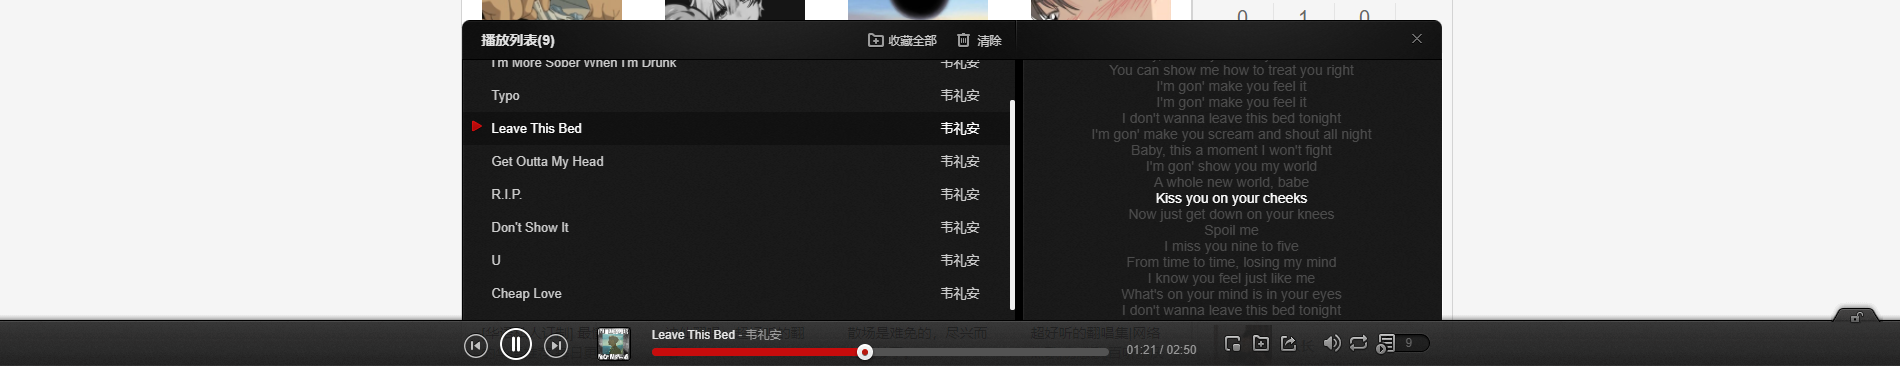 0 1 0
播放列表(9) 收藏全部 清除
I'm More Sober When I'm Drunk 韦礼安
Typo 韦礼安
Leave This Bed 韦礼安
Get Outta My Head 韦礼安
R.I.P. 韦礼安
Don't Show It 韦礼安
U 韦礼安
Cheap Love 韦礼安
You can show me how to treat you right
I'm gon' make you feel it
I'm gon' make you feel it
I don't wanna leave this bed tonight
I'm gon' make you scream and shout all night
Baby, this a moment I won't fight
I'm gon' show you my world
A whole new world, babe
Kiss you on your cheeks
Now just get down on your knees
Spoil me
I miss you nine to five
From time to time, losing my mind
I know you feel just like me
What's on your mind is in your eyes
I don't wanna leave this bed tonight
Leave This Bed - 韦礼安
01:21 / 02:50
9